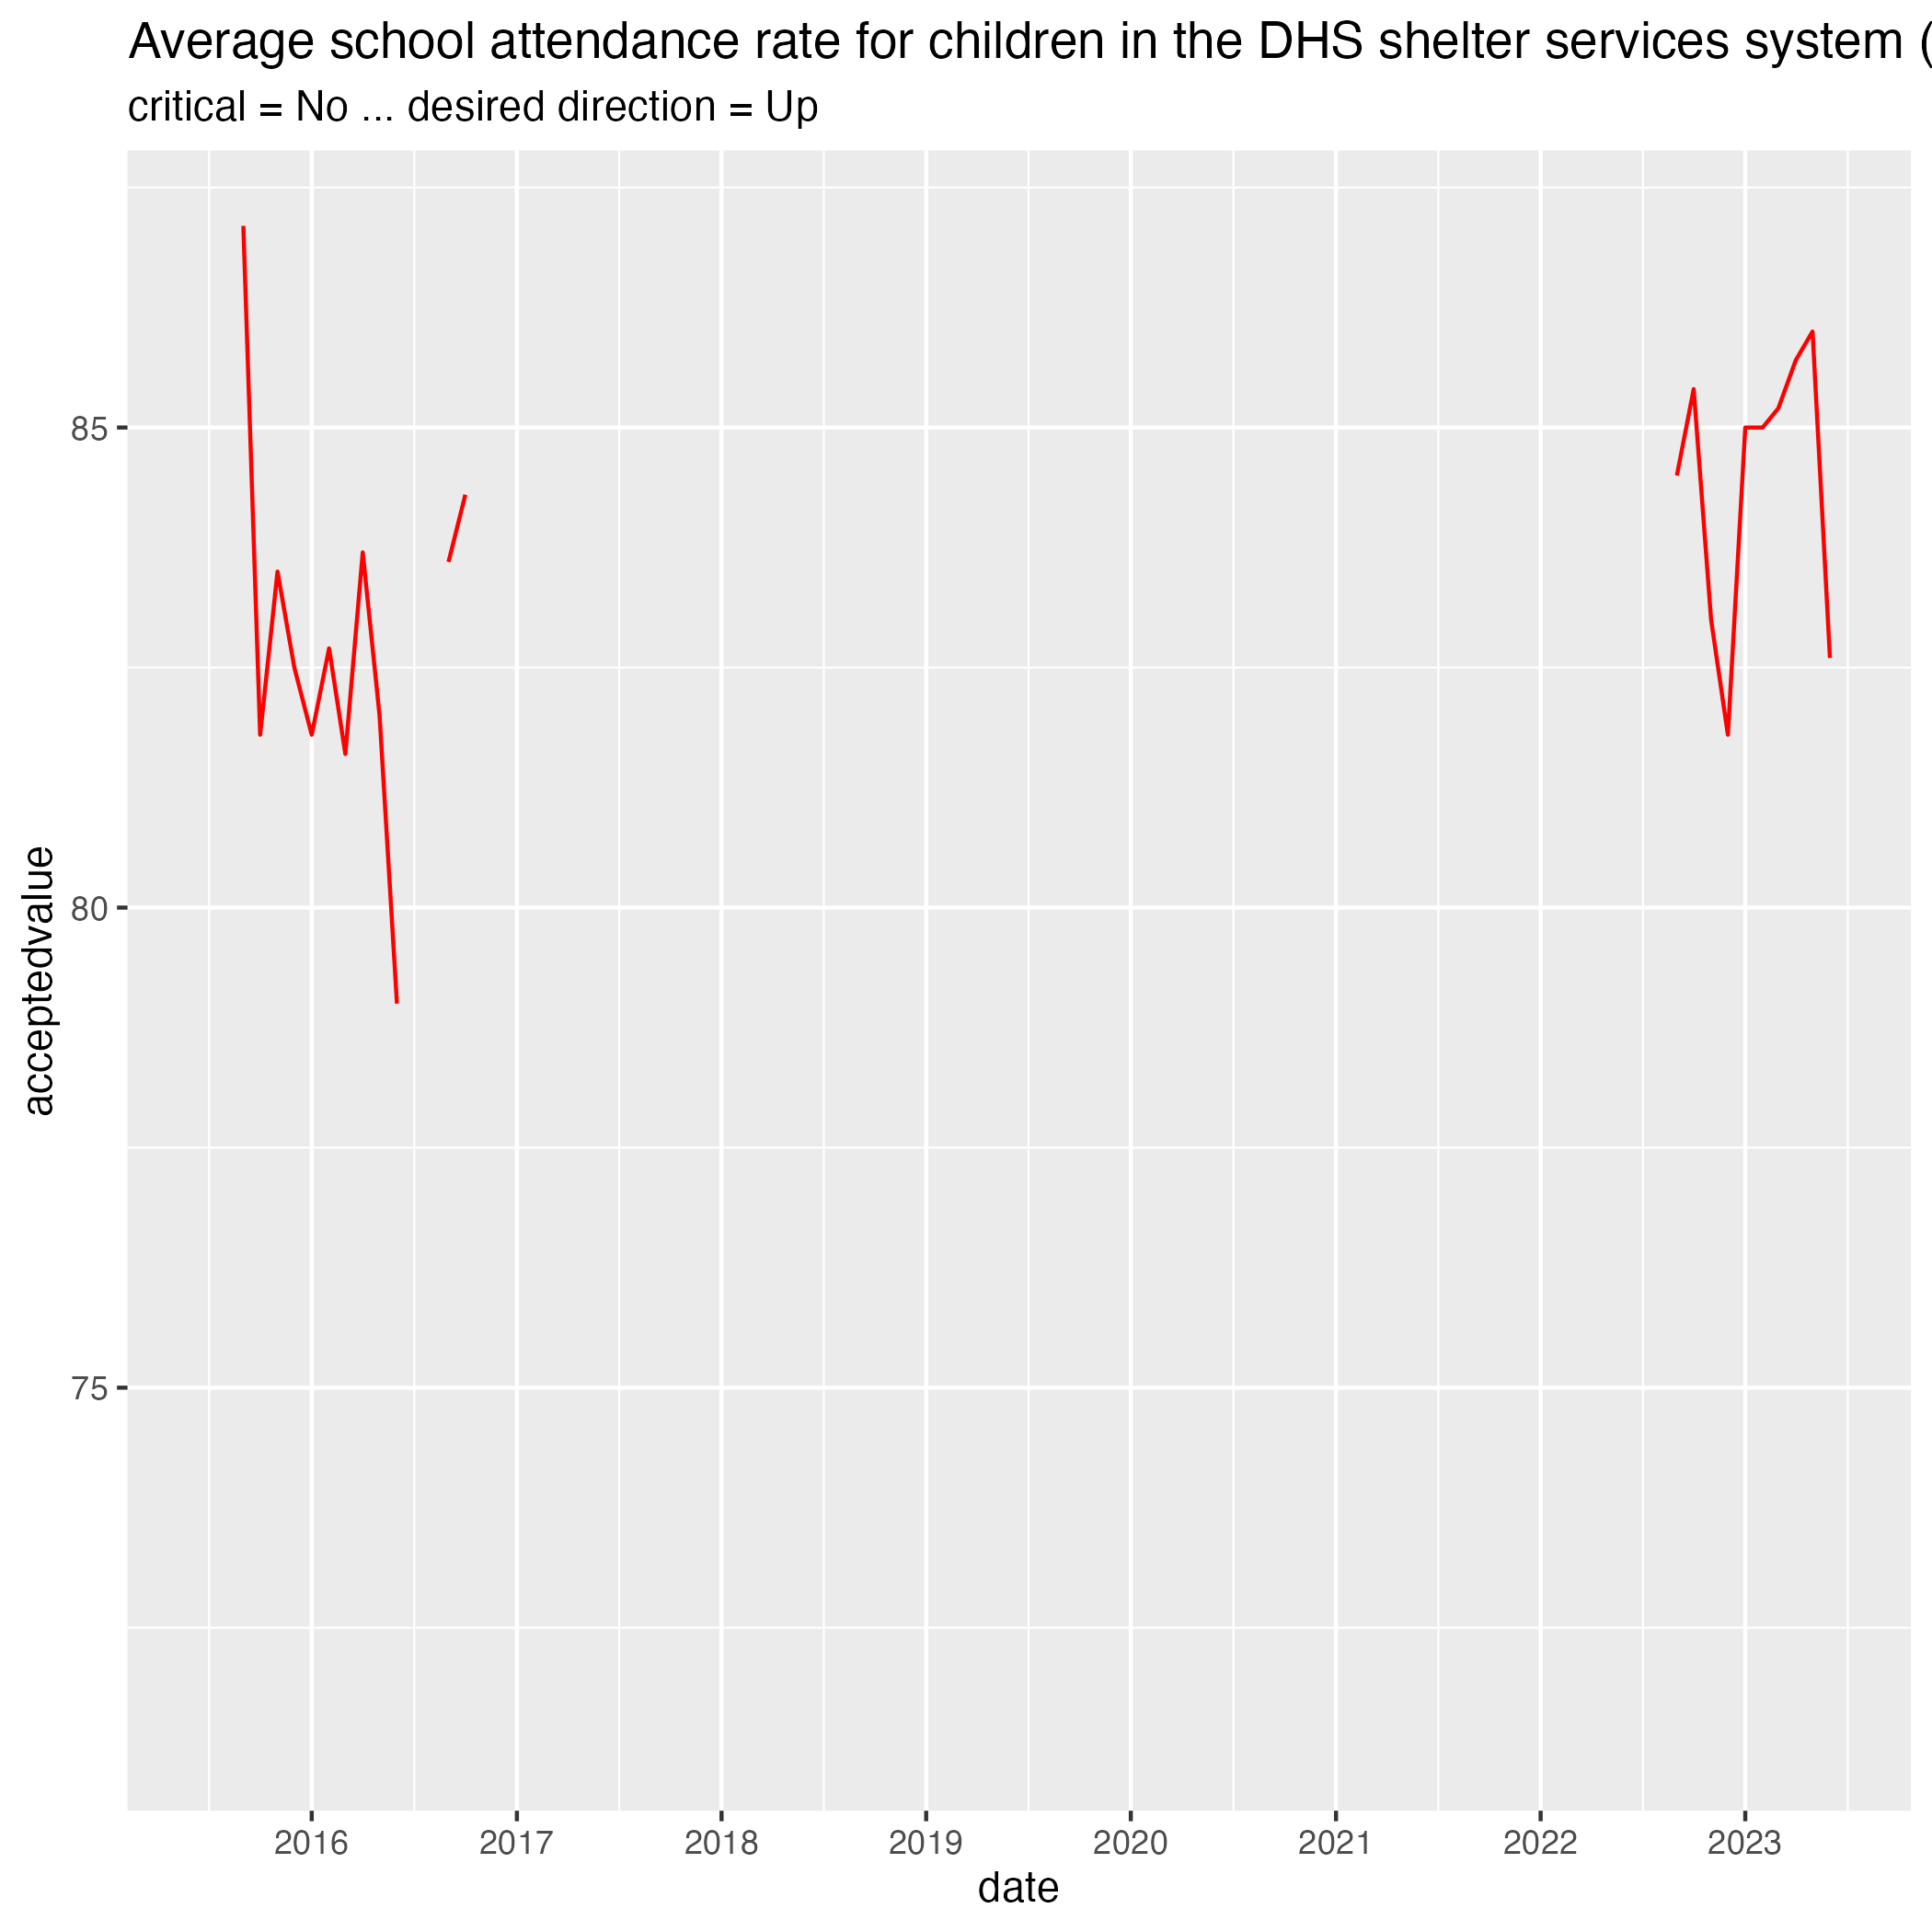 Average school attendance rate for children in the DHS shelter services system (
critical = No ... desired direction = Up
acceptedvalue
85
80
75
2016 2017 2018 2019 2020 2021 2022 2023
date